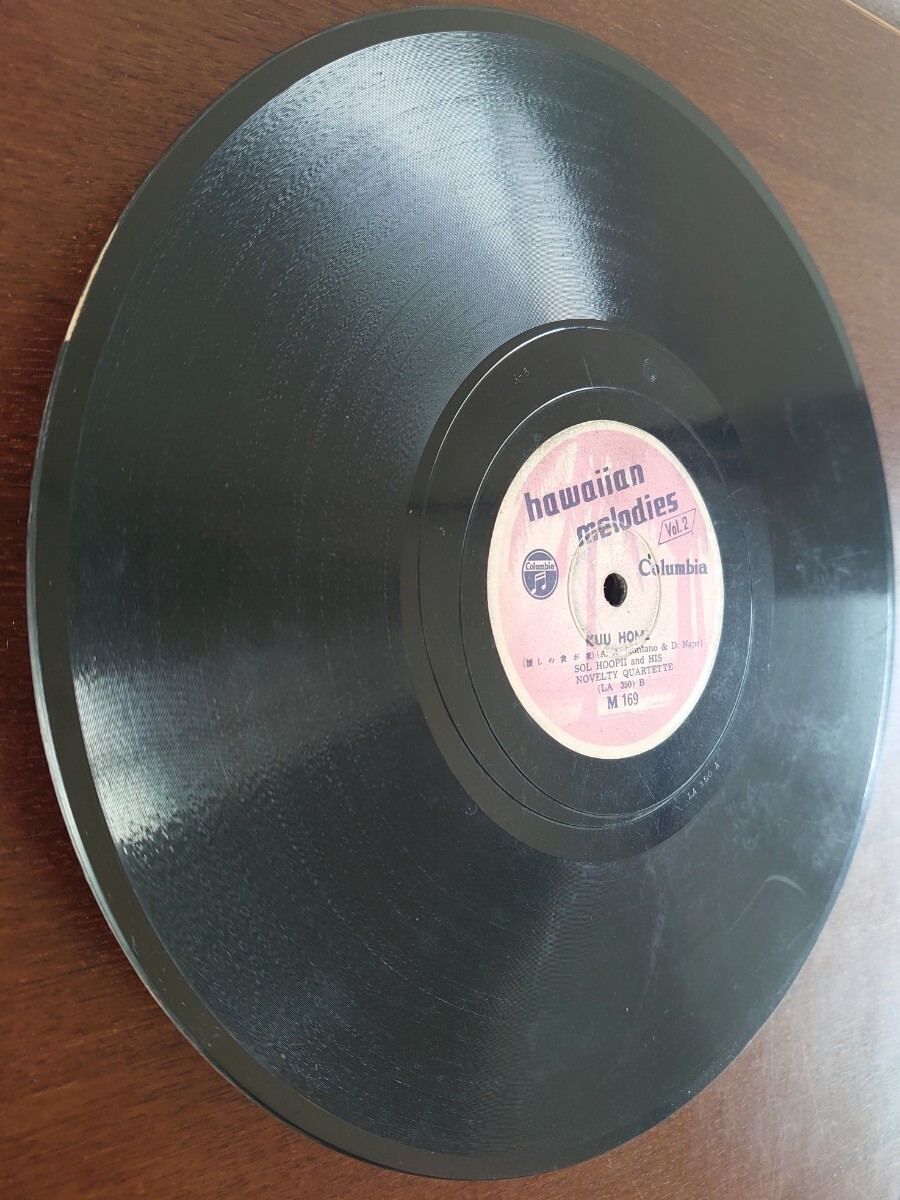 hawaiian
melodies
Vol. 2
Columbia
Columbia
KUU HOME
(懐しの我が家) (A. Montano & D. Nape)
SOL HOOPII and HIS
NOVELTY QUARTETTE
(LA 350) B
M 169
LA 350 A